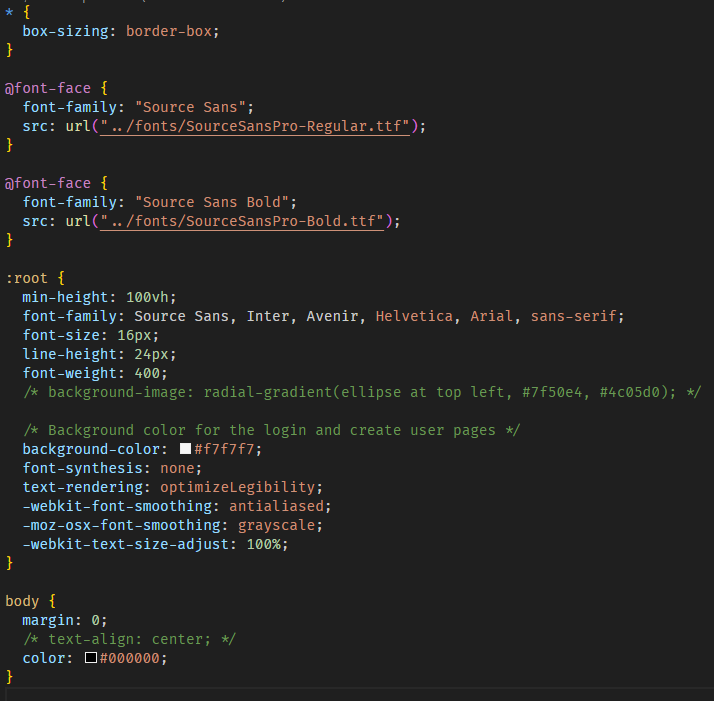 * {
  box-sizing: border-box;
}

@font-face {
  font-family: "Source Sans";
  src: url("../fonts/SourceSansPro-Regular.ttf");
}

@font-face {
  font-family: "Source Sans Bold";
  src: url("../fonts/SourceSansPro-Bold.ttf");
}

:root {
  min-height: 100vh;
  font-family: Source Sans, Inter, Avenir, Helvetica, Arial, sans-serif;
  font-size: 16px;
  line-height: 24px;
  font-weight: 400;
  /* background-image: radial-gradient(ellipse at top left, #7f50e4, #4c05d0); */

  /* Background color for the login and create user pages */
  background-color: #f7f7f7;
  font-synthesis: none;
  text-rendering: optimizeLegibility;
  -webkit-font-smoothing: antialiased;
  -moz-osx-font-smoothing: grayscale;
  -webkit-text-size-adjust: 100%;
}

body {
  margin: 0;
  /* text-align: center; */
  color: #000000;
}